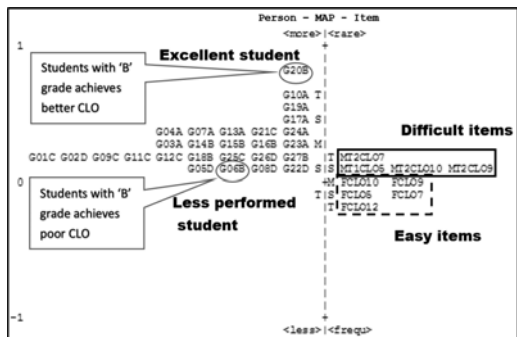 Person - MAP - Item
<more>|<rare>
1 +
Excellent student
Students with ‘B’
grade achieves
better CLO
G20B
G10A T
G19A
G17A S
G04A G07A G13A G21C G24A
G03A G14B G15B G16B G23A M
Difficult items
G01C G02D G09C G11C G12C G18B G25C G26D G27B T MT2CLO7
G05D G06B G08D G22D S S MT1CLO5 MT2CLO10 MT2CLO9
0 +M FCLO10 FCLO9
T S FCLO5 FCLO7
T FCLO12
Students with ‘B’
grade achieves
poor CLO
Less performed
student
Easy items
-1 +
<less>|<frequ>